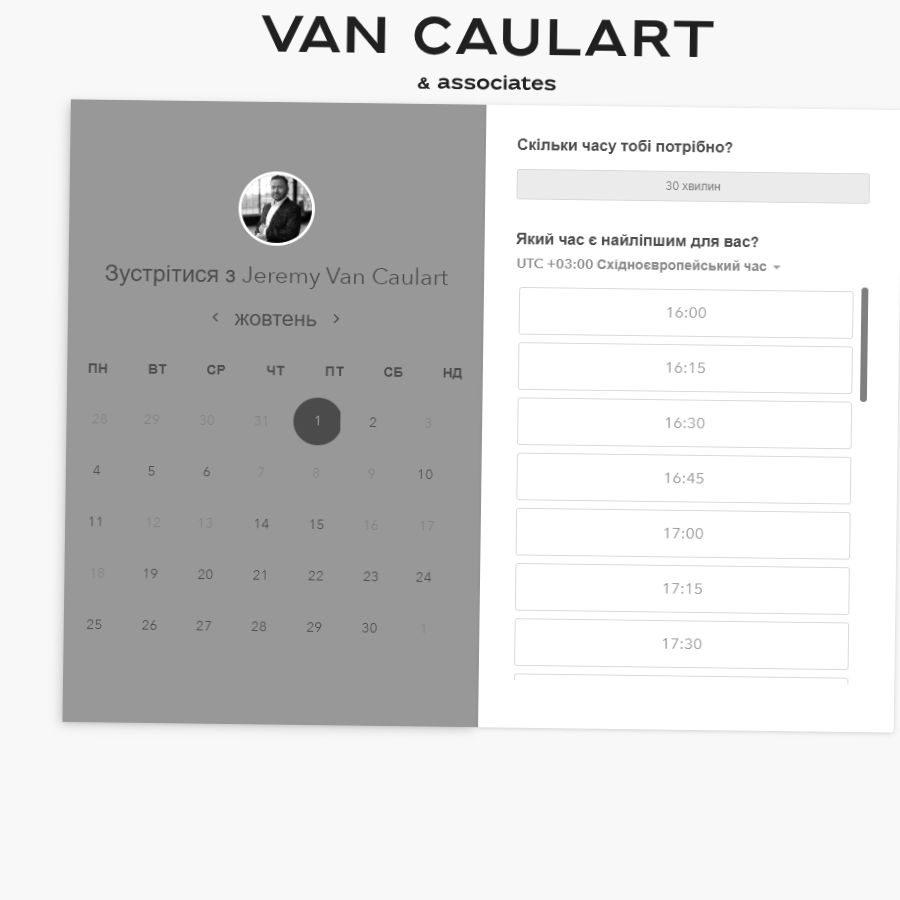 VAN CAULART
& associates
Зустрітися з Jeremy Van Caulart
жовтень
ПН ВТ СР ЧТ ПТ СБ НД
28 29 30 31 1 2 3
4 5 6 7 8 9 10
11 12 13 14 15 16 17
18 19 20 21 22 23 24
25 26 27 28 29 30 1
Скільки часу тобі потрібно?
30 хвилин
Який час є найліпшим для вас?
UTC +03:00 Східноєвропейський час
16:00
16:15
16:30
16:45
17:00
17:15
17:30